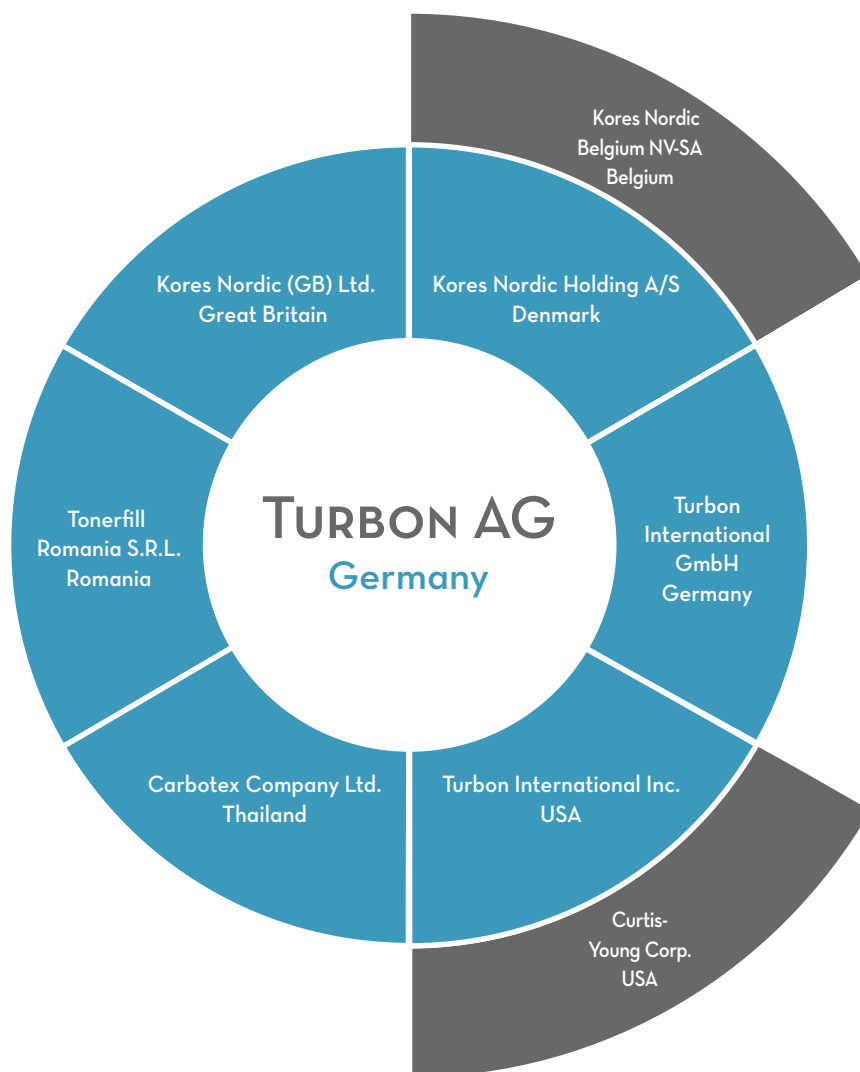 Kores Nordic
Belgium NV-SA
Belgium
Kores Nordic (GB) Ltd.
Great Britain
Kores Nordic Holding A/S
Denmark
Tonerfill
Romania S.R.L.
Romania
TURBON AG
Germany
Turbon
International
GmbH
Germany
Carbotex Company Ltd.
Thailand
Turbon International Inc.
USA
Curtis-
Young Corp.
USA